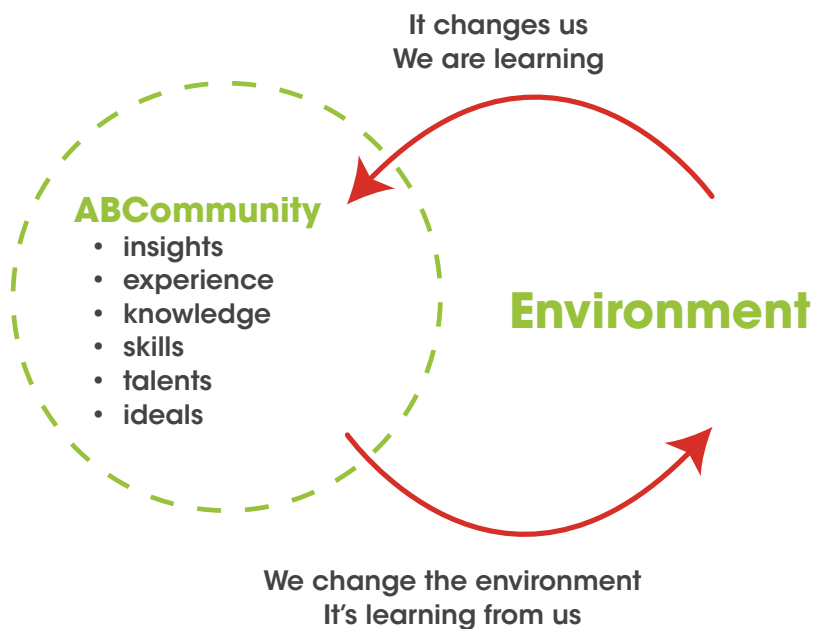 It changes us
We are learning
ABCommunity
• insights
• experience
• knowledge
• skills
• talents
• ideals
Environment
We change the environment
It's learning from us